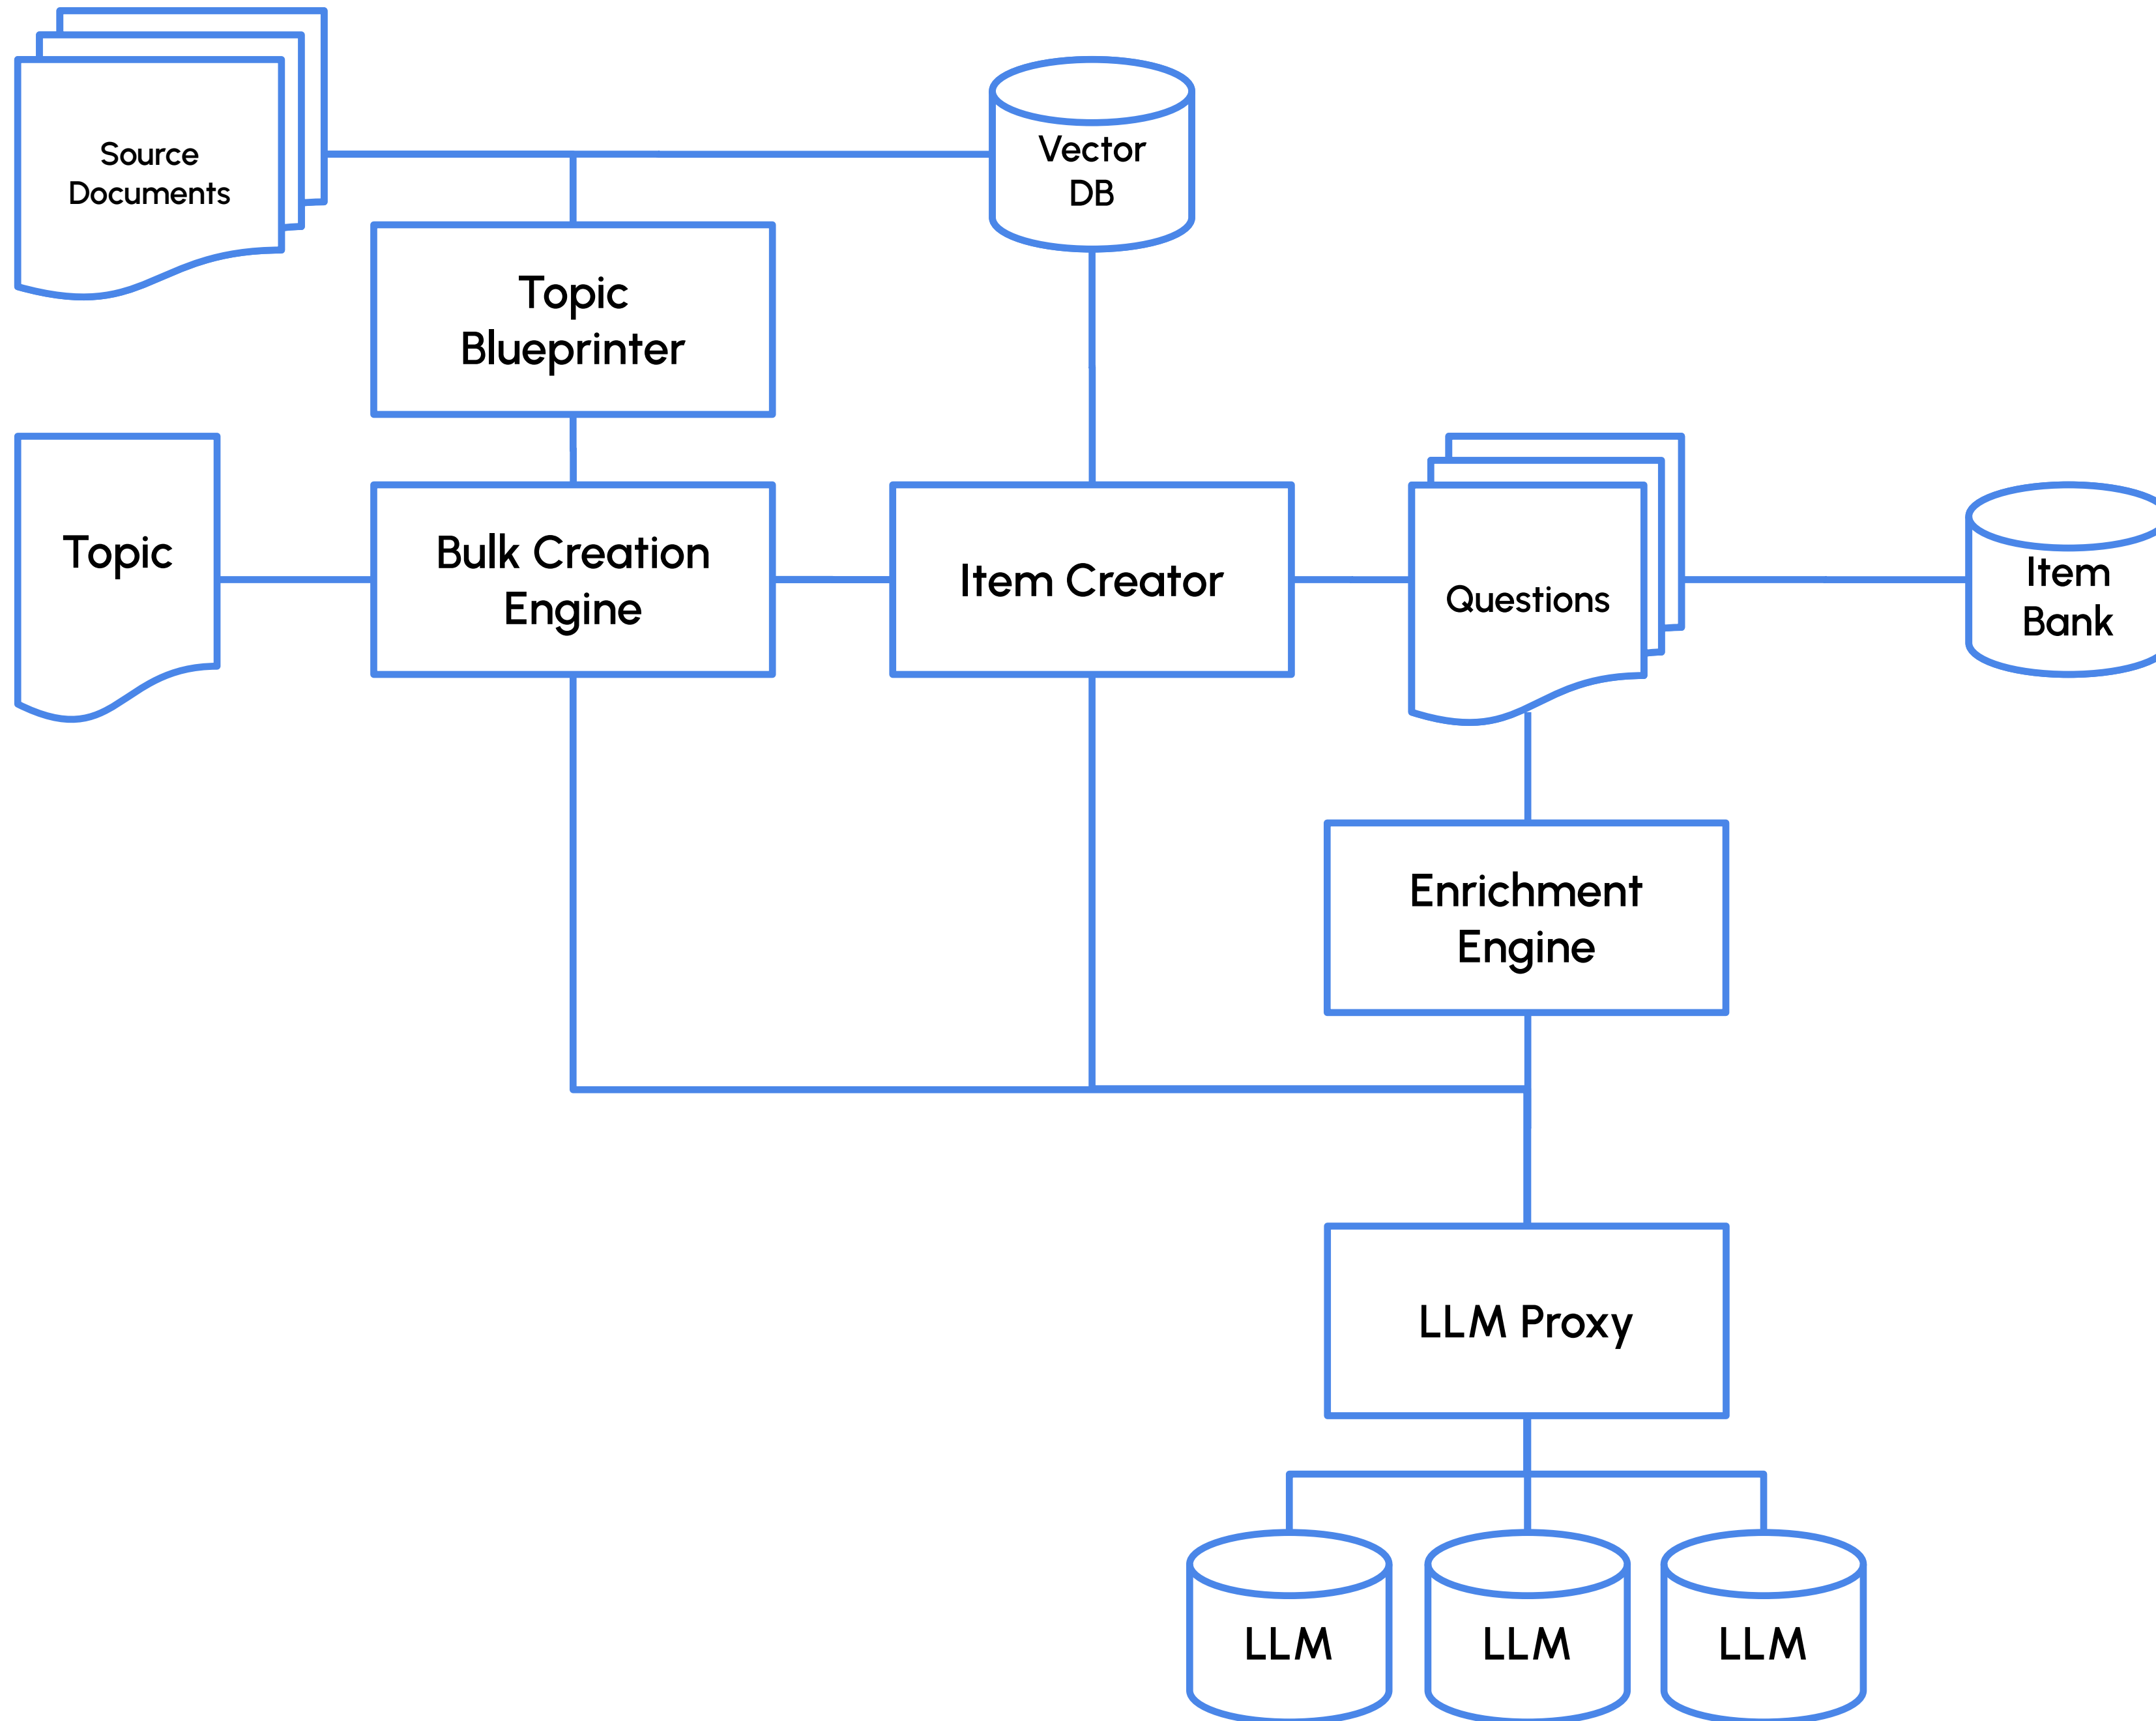 Source
Documents
Vector
DB
Topic
Blueprinter
Topic
Bulk Creation
Engine
Item Creator
Questions
Item
Bank
Enrichment
Engine
LLM Proxy
LLM
LLM
LLM